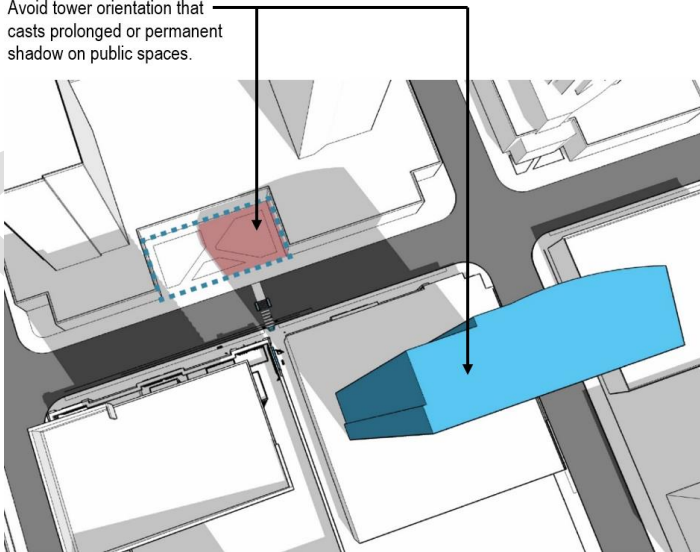 Avoid tower orientation that
casts prolonged or permanent
shadow on public spaces.